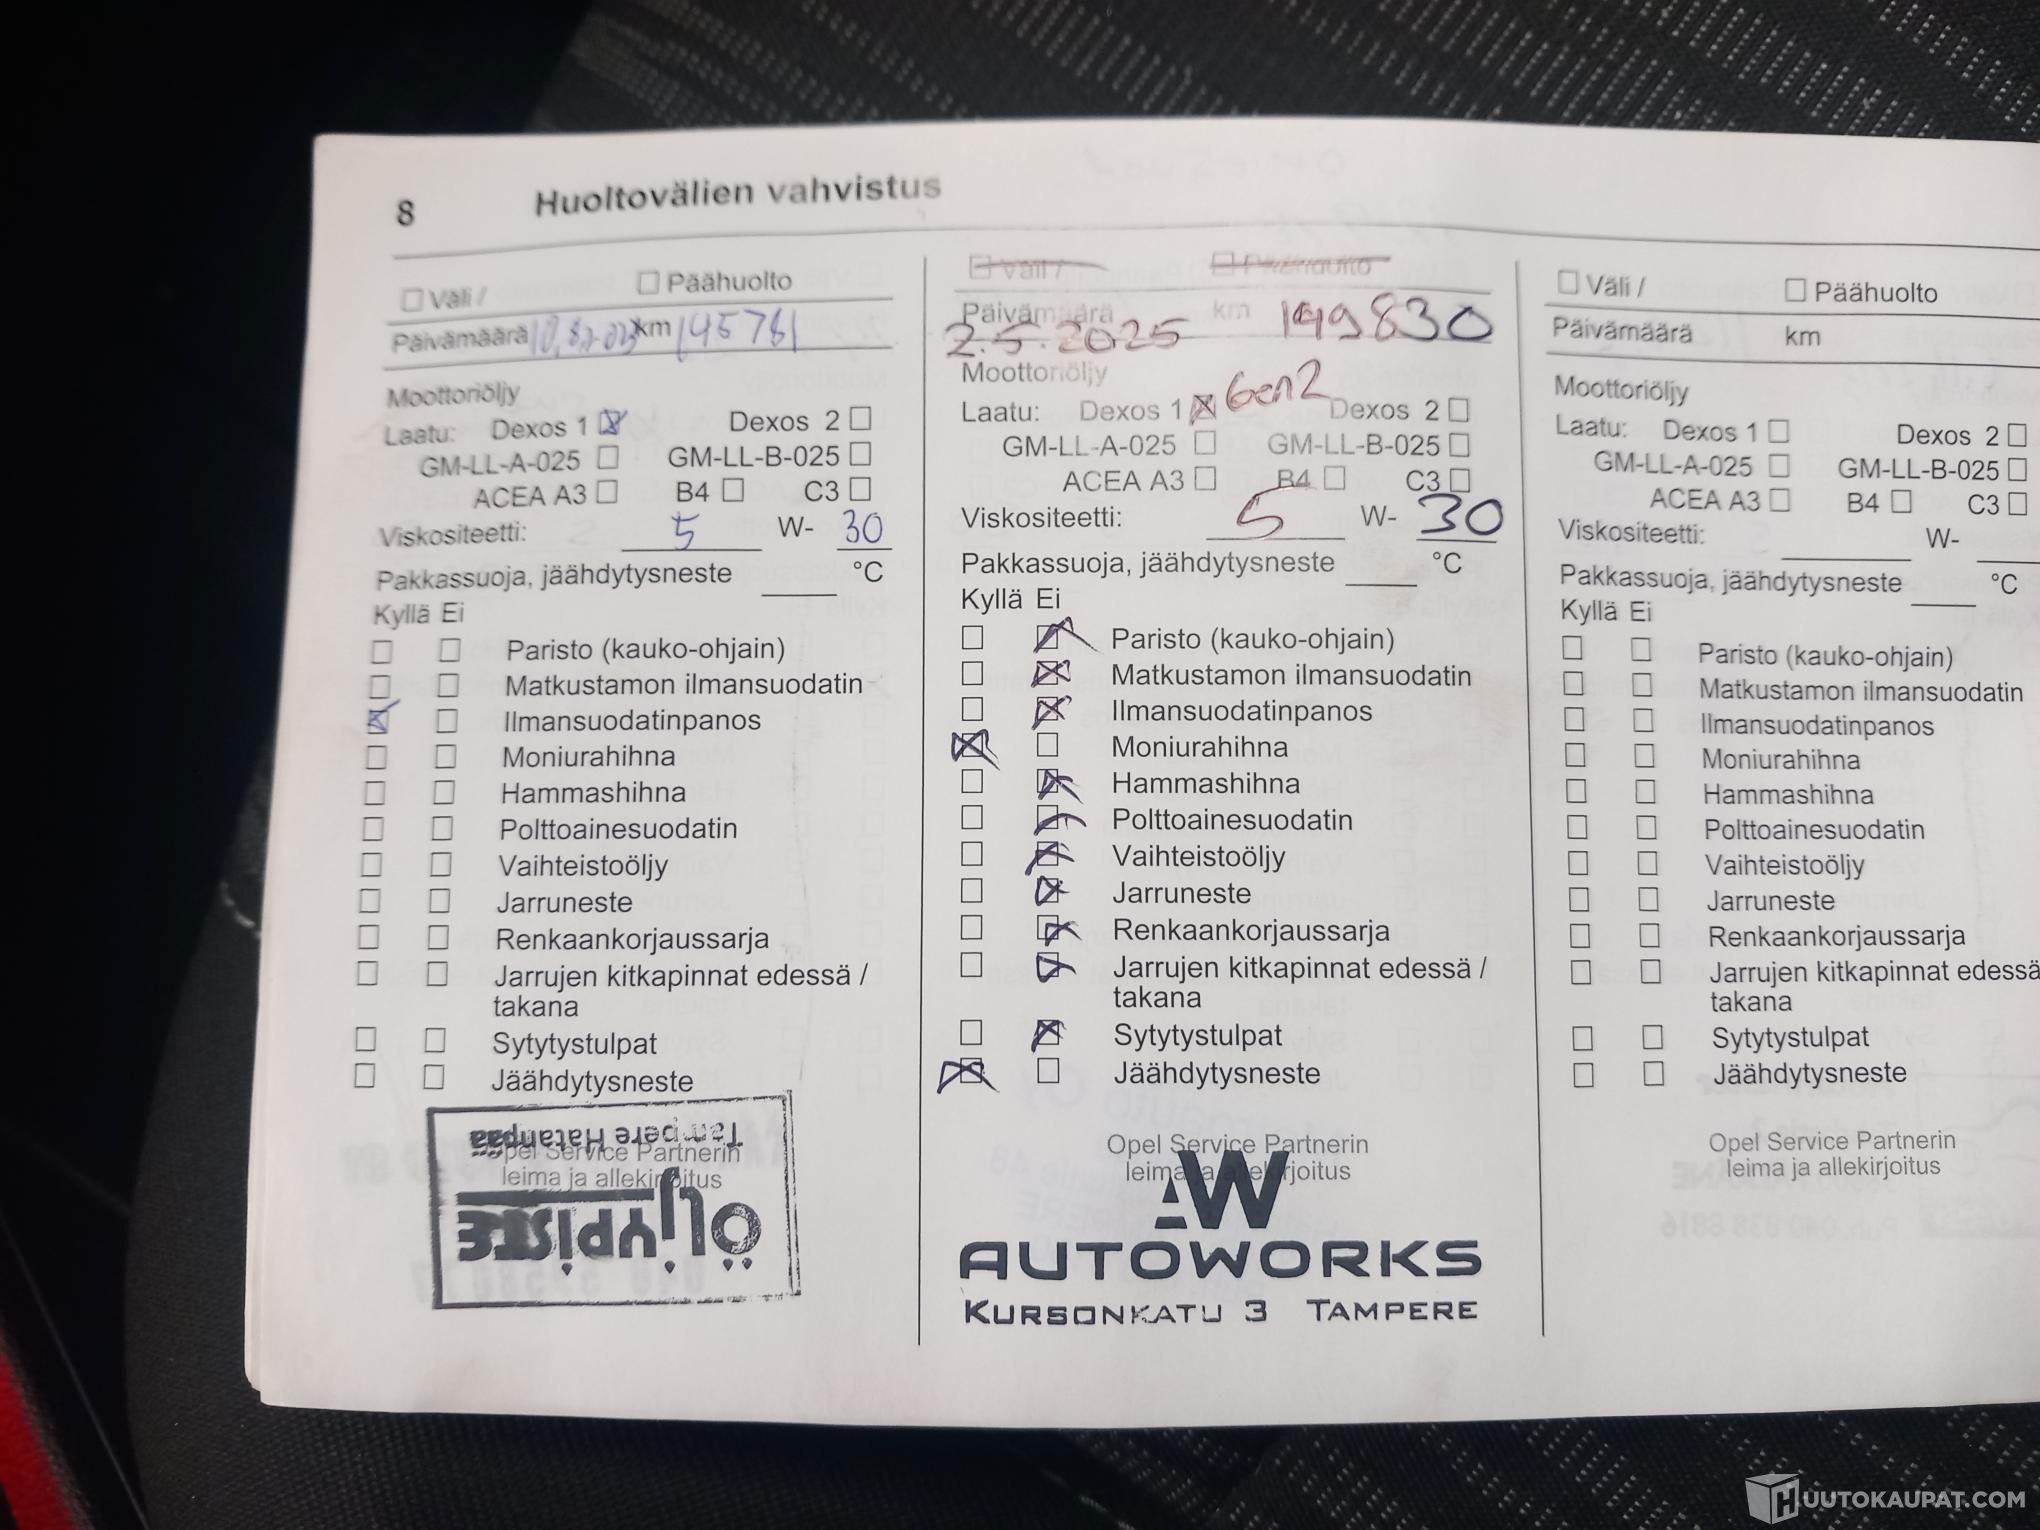 8 Huoltovälien vahvistus
Väli / Päähuolto
Päivämäärä km 145781
Moottoriöljy
Laatu: Dexos 1 Dexos 2
GM-LL-A-025 GM-LL-B-025
ACEA A3 B4 C3
Viskositeetti: 5 W- 30
Pakkassuoja, jäähdytysneste °C
Kyllä Ei
Paristo (kauko-ohjain)
Matkustamon ilmansuodatin
Ilmansuodatinpanos
Moniurahihna
Hammashihna
Polttoainesuodatin
Vaihteistoöljy
Jarruneste
Renkaankorjaussarja
Jarrujen kitkapinnat edessä /
takana
Sytytystulpat
Jäähdytysneste
Opel Service Partnerin
leima ja allekirjoitus
Öljypiste
Tampere Hatanpää
Väli / Päähuolto
Päivämäärä km 149830
2.5.2025
Moottoriöljy
Laatu: Dexos 1 Gen2 Dexos 2
GM-LL-A-025 GM-LL-B-025
ACEA A3 B4 C3
Viskositeetti: 5 W- 30
Pakkassuoja, jäähdytysneste °C
Kyllä Ei
Paristo (kauko-ohjain)
Matkustamon ilmansuodatin
Ilmansuodatinpanos
Moniurahihna
Hammashihna
Polttoainesuodatin
Vaihteistoöljy
Jarruneste
Renkaankorjaussarja
Jarrujen kitkapinnat edessä /
takana
Sytytystulpat
Jäähdytysneste
Opel Service Partnerin
leima ja allekirjoitus
AW
AUTOWORKS
KURSONKATU 3 TAMPERE
Väli / Päähuolto
Päivämäärä km
Moottoriöljy
Laatu: Dexos 1 Dexos 2
GM-LL-A-025 GM-LL-B-025
ACEA A3 B4 C3
Viskositeetti: W-
Pakkassuoja, jäähdytysneste °C
Kyllä Ei
Paristo (kauko-ohjain)
Matkustamon ilmansuodatin
Ilmansuodatinpanos
Moniurahihna
Hammashihna
Polttoainesuodatin
Vaihteistoöljy
Jarruneste
Renkaankorjaussarja
Jarrujen kitkapinnat edessä
takana
Sytytystulpat
Jäähdytysneste
Opel Service Partnerin
leima ja allekirjoitus
HUUTOKAUPAT.COM